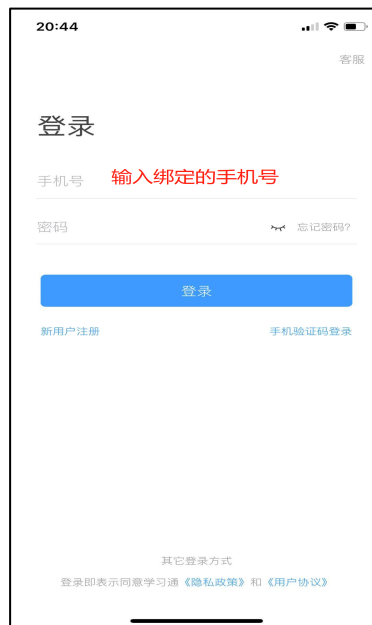 20:44
客服
登录
手机号 输入绑定的手机号
密码 忘记密码?
登录
新用户注册 手机验证码登录
其它登录方式
登录即表示同意学习通《隐私政策》和《用户协议》